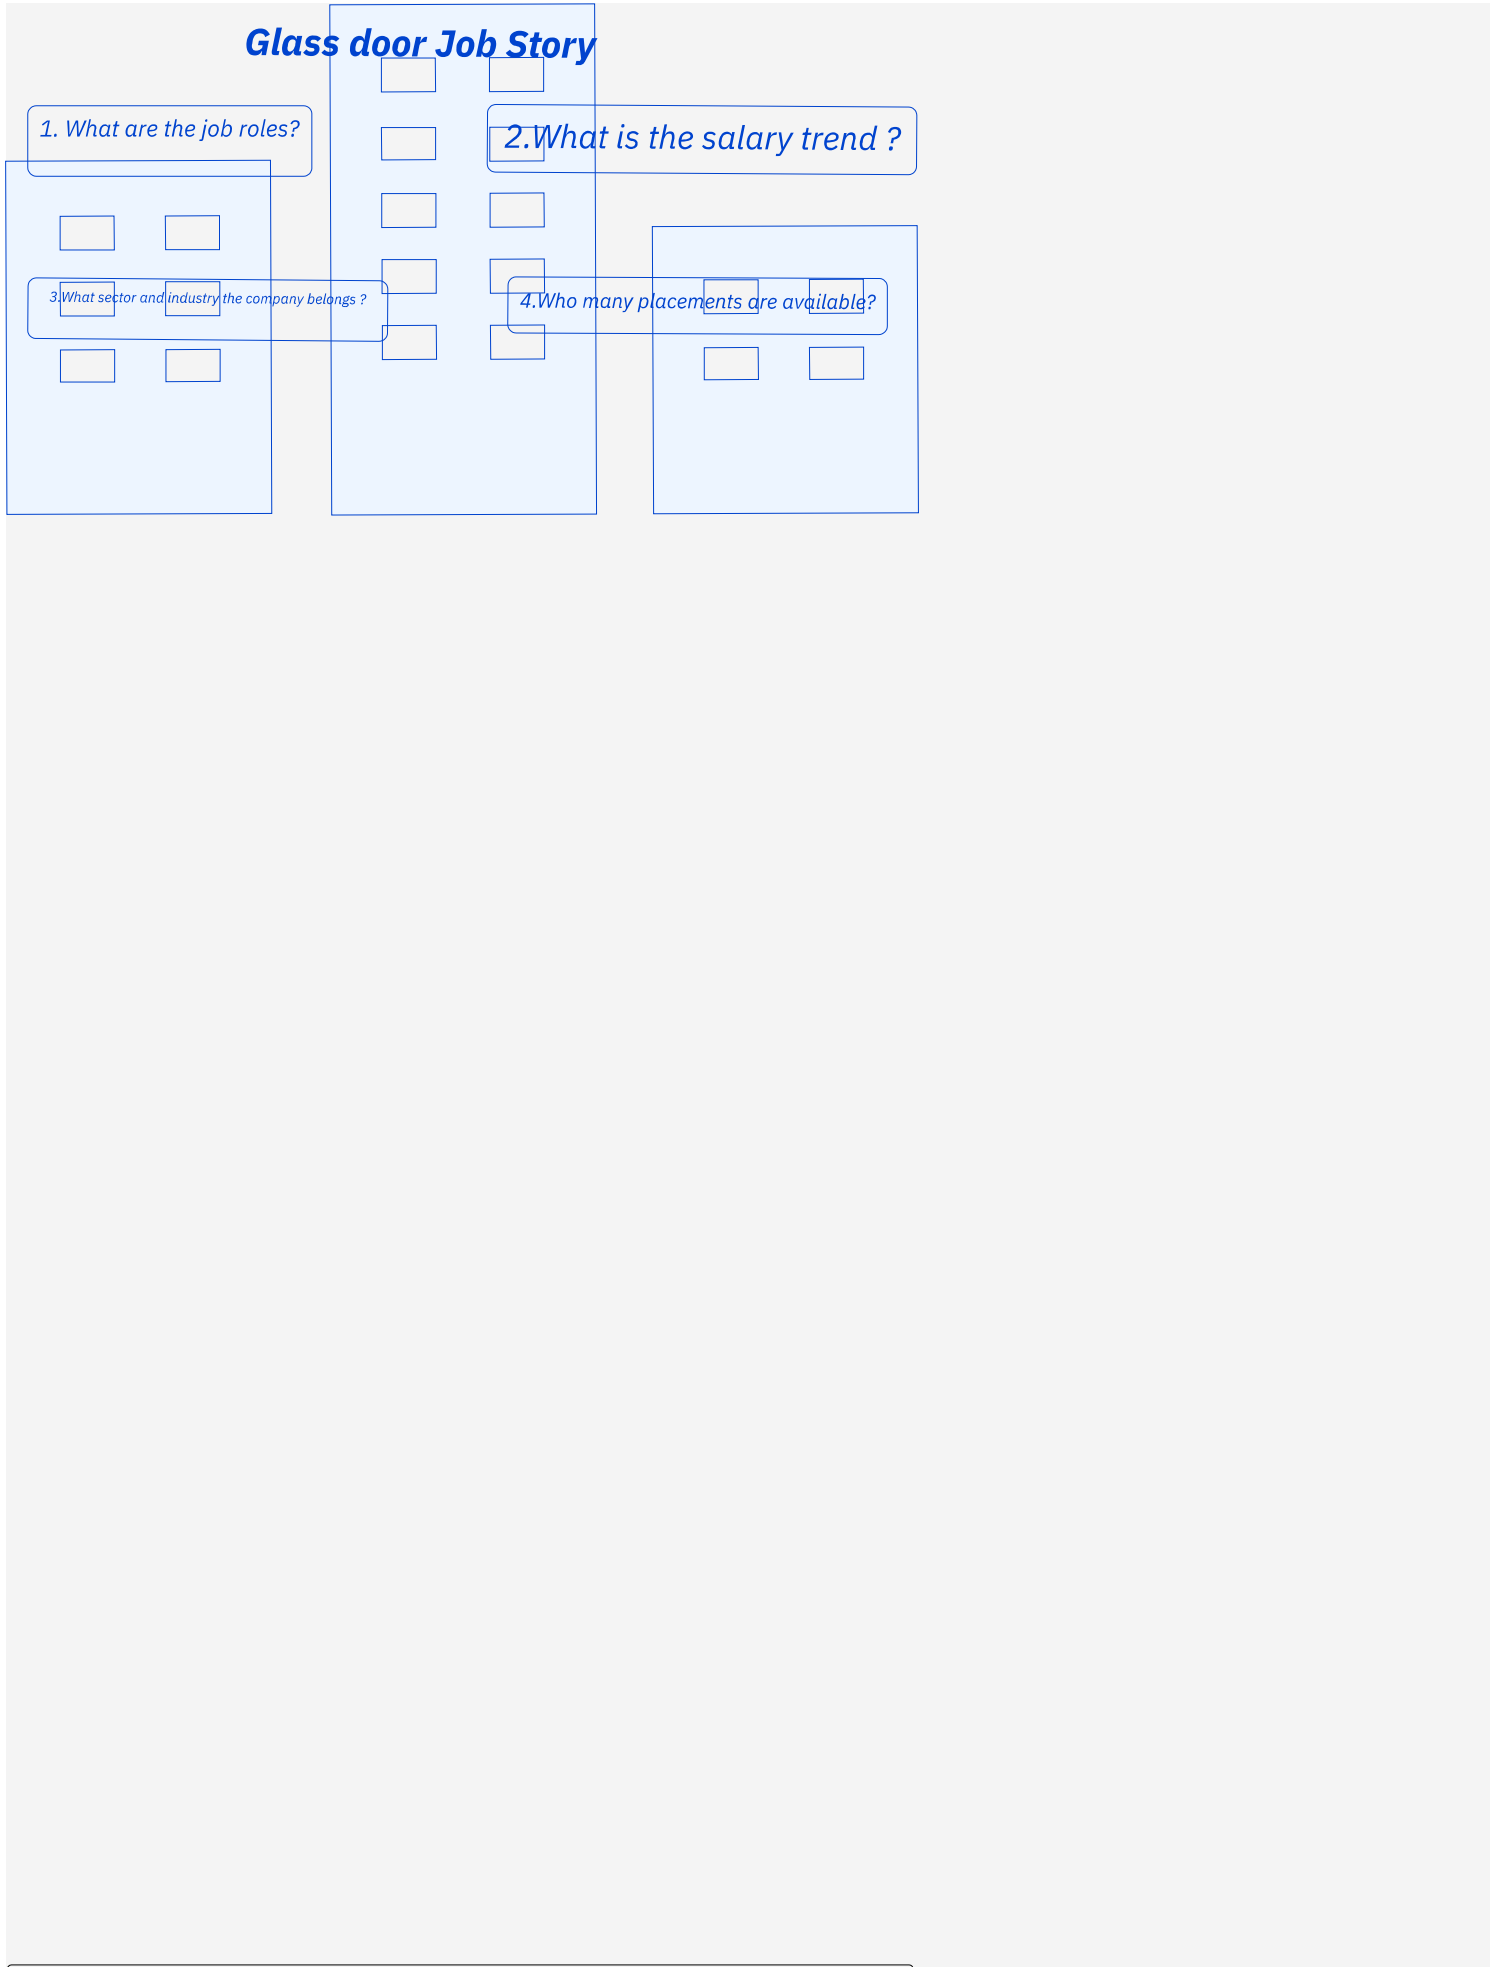 Glass door Job Story
1. What are the job roles?
2.What is the salary trend ?
3.What sector and industry the company belongs ?
4.Who many placements are available?